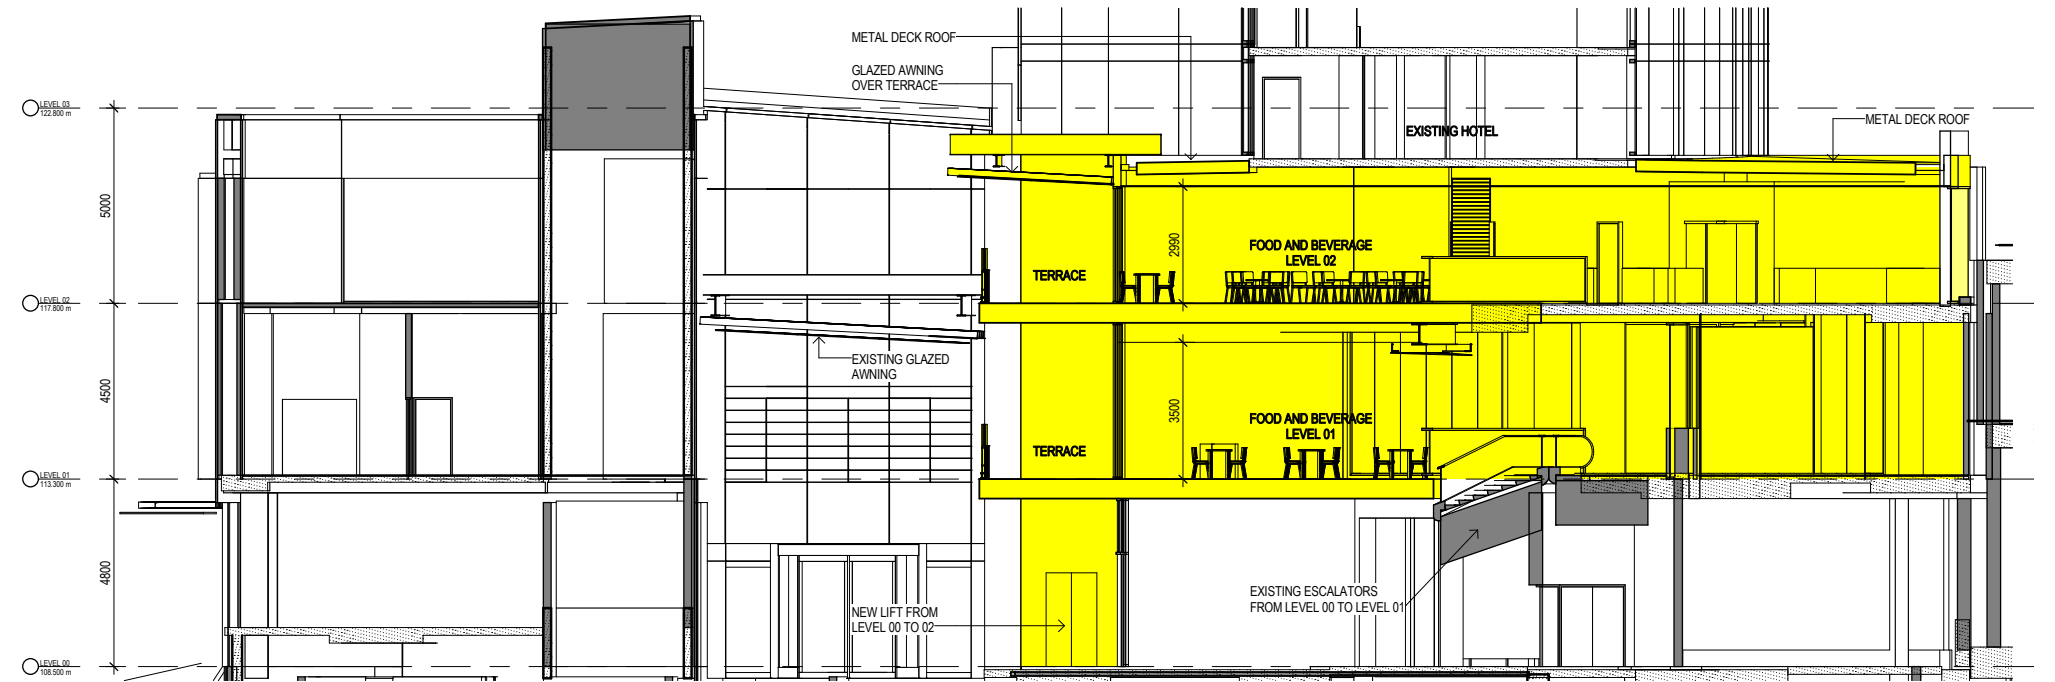 METAL DECK ROOF
GLAZED AWNING
OVER TERRACE
LEVEL 03
122.800 m
METAL DECK ROOF
EXISTING HOTEL
5000
2990
FOOD AND BEVERAGE
LEVEL 02
TERRACE
LEVEL 02
117.800 m
EXISTING GLAZED
AWNING
4500
3500
FOOD AND BEVERAGE
LEVEL 01
TERRACE
LEVEL 01
113.300 m
4800
EXISTING ESCALATORS
FROM LEVEL 00 TO LEVEL 01
NEW LIFT FROM
LEVEL 00 TO 02
LEVEL 00
108.500 m